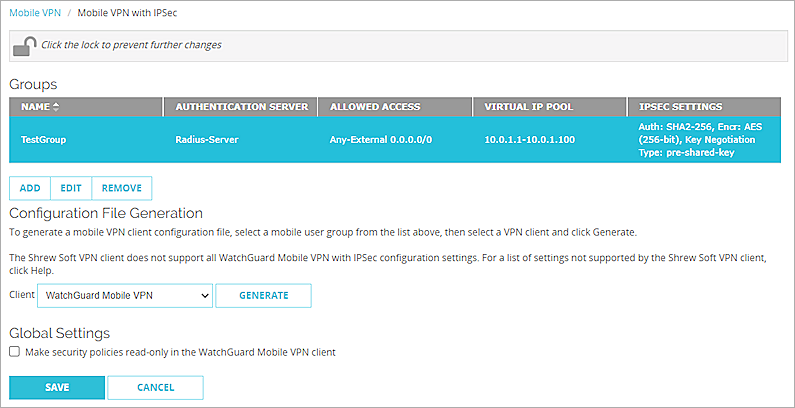 Mobile VPN / Mobile VPN with IPSec
Click the lock to prevent further changes
Groups
NAME AUTHENTICATION SERVER ALLOWED ACCESS VIRTUAL IP POOL IPSEC SETTINGS
TestGroup Radius-Server Any-External 0.0.0.0/0 10.0.1.1-10.0.1.100 Auth: SHA2-256, Encr: AES
(256-bit), Key Negotiation
Type: pre-shared-key
ADD EDIT REMOVE
Configuration File Generation
To generate a mobile VPN client configuration file, select a mobile user group from the list above, then select a VPN client and click Generate.
The Shrew Soft VPN client does not support all WatchGuard Mobile VPN with IPSec configuration settings. For a list of settings not supported by the Shrew Soft VPN client,
click Help.
Client WatchGuard Mobile VPN GENERATE
Global Settings
Make security policies read-only in the WatchGuard Mobile VPN client
SAVE CANCEL